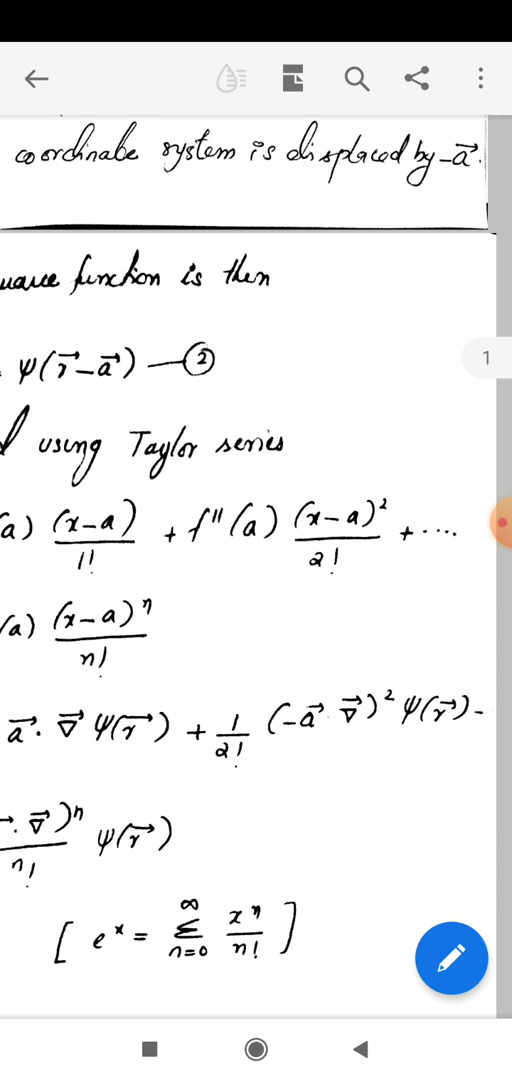 coordinate system is displaced by -a⃗.
function is then
ψ(r⃗-a⃗) —②
1
using Taylor series
(a) (x-a)/1! + f"(a) (x-a)²/2! + ....
(a) (x-a)ⁿ/n!
a⃗. ∇⃗ ψ(r⃗) + 1/2! (-a⃗. ∇⃗)² ψ(r⃗) -
. ∇⃗)ⁿ/n! ψ(r⃗)
[ eˣ = Σ_{n=0}^{∞} xⁿ/n! ]